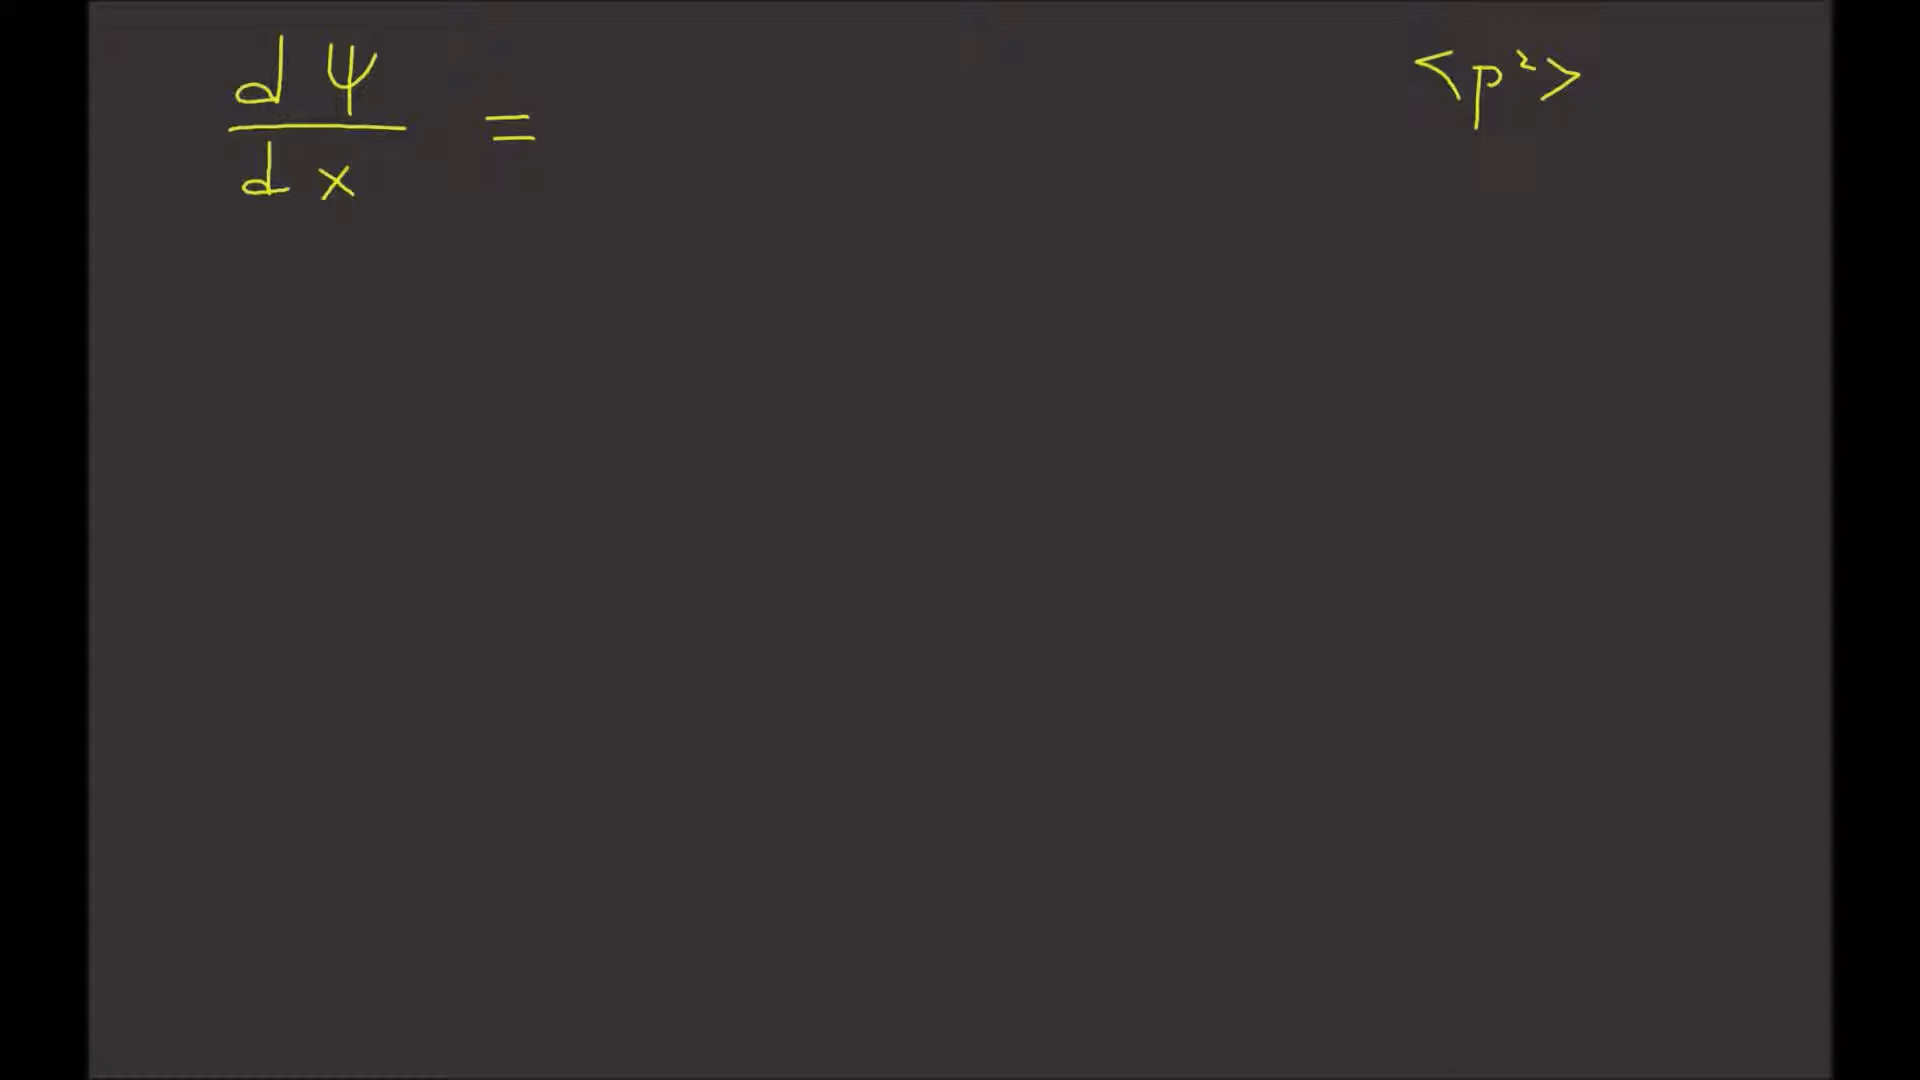 dψ/dx =
<p²>